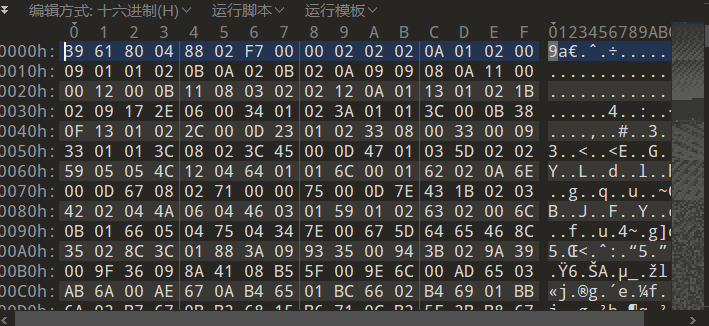 编辑方式: 十六进制(H) 运行脚本 运行模板
0 1 2 3 4 5 6 7 8 9 A B C D E F 0123456789ABC
0000h: 39 61 80 04 88 02 F7 00 00 02 02 02 0A 01 02 00 9a€.ˆ.÷.....
0010h: 09 01 01 02 0B 0A 02 0B 02 0A 09 09 08 0A 11 00 ............
0020h: 00 12 00 0B 11 08 03 02 02 12 0A 01 13 01 02 1B ............
0030h: 02 09 17 2E 06 00 34 01 02 3A 01 01 3C 00 0B 38 ......4..:..
0040h: 0F 13 01 02 2C 00 0D 23 01 02 33 08 00 33 00 09 ....,..#..3.
0050h: 33 01 01 3C 08 02 3C 45 00 0D 47 01 03 5D 02 02 3..<..<E..G.
0060h: 59 05 05 4C 12 04 64 01 01 6C 00 01 62 02 0A 6E Y..L..d..l..
0070h: 00 0D 67 08 02 71 00 00 75 00 0D 7E 43 1B 02 03 ..g..q..u..~
0080h: 42 02 04 4A 06 04 46 03 01 59 01 02 63 02 00 6C B..J..F..Y..
0090h: 0B 01 66 05 04 75 04 34 7E 00 67 5D 64 65 46 8C ..f..u.4~.g]
00A0h: 35 02 8C 3C 01 88 3A 09 93 35 00 94 3B 02 9A 39 5.Œ<.ˆ:.“5.”
00B0h: 00 9F 36 09 8A 41 08 B5 5F 00 9E 6C 00 AD 65 03 .Ÿ6.ŠA.µ_.žl
00C0h: AB 6A 00 AE 67 0A B4 65 01 BC 66 02 B4 69 01 BB «j.®g.´e.¼f.